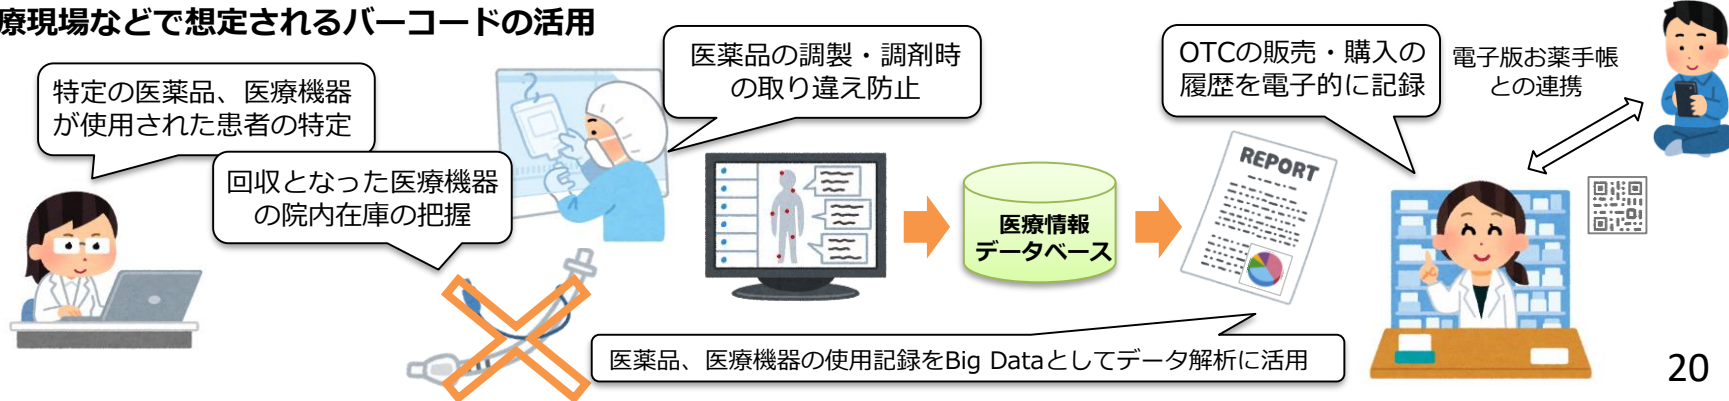 療現場などで想定されるバーコードの活用
特定の医薬品、医療機器
が使用された患者の特定
回収となった医療機器
の院内在庫の把握
医薬品の調製・調剤時
の取り違え防止
医療情報
データベース
REPORT
OTCの販売・購入の
履歴を電子的に記録
電子版お薬手帳
との連携
医薬品、医療機器の使用記録をBig Dataとしてデータ解析に活用
20